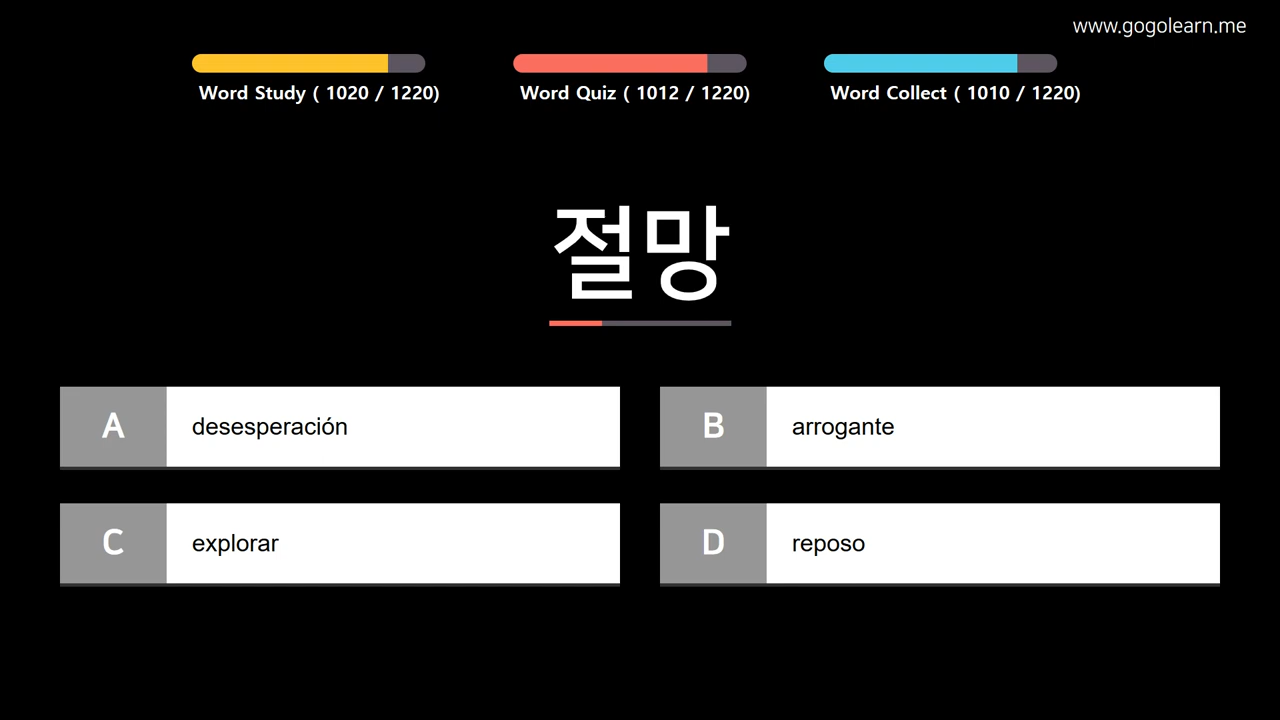 www.gogolearn.me
Word Study ( 1020 / 1220)
Word Quiz ( 1012 / 1220)
Word Collect ( 1010 / 1220)
절망
A desesperación
B arrogante
C explorar
D reposo